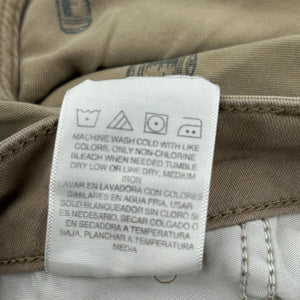 MACHINE WASH COLD WITH LIKE
COLORS, ONLY NON-CHLORINE
BLEACH WHEN NEEDED TUMBLE
DRY LOW OR LINE DRY, MEDIUM
IRON
LAVAR EN LAVADORA CON COLORES
SIMILARES EN AGUA FRIA, USAR
SOLO BLANQUEADOR SIN CLORO SI
ES NECESARIO, SECAR COLGADO O
EN SECADORA A TEMPERATURA
BAJA, PLANCHAR A TEMPERATURA
MEDIA